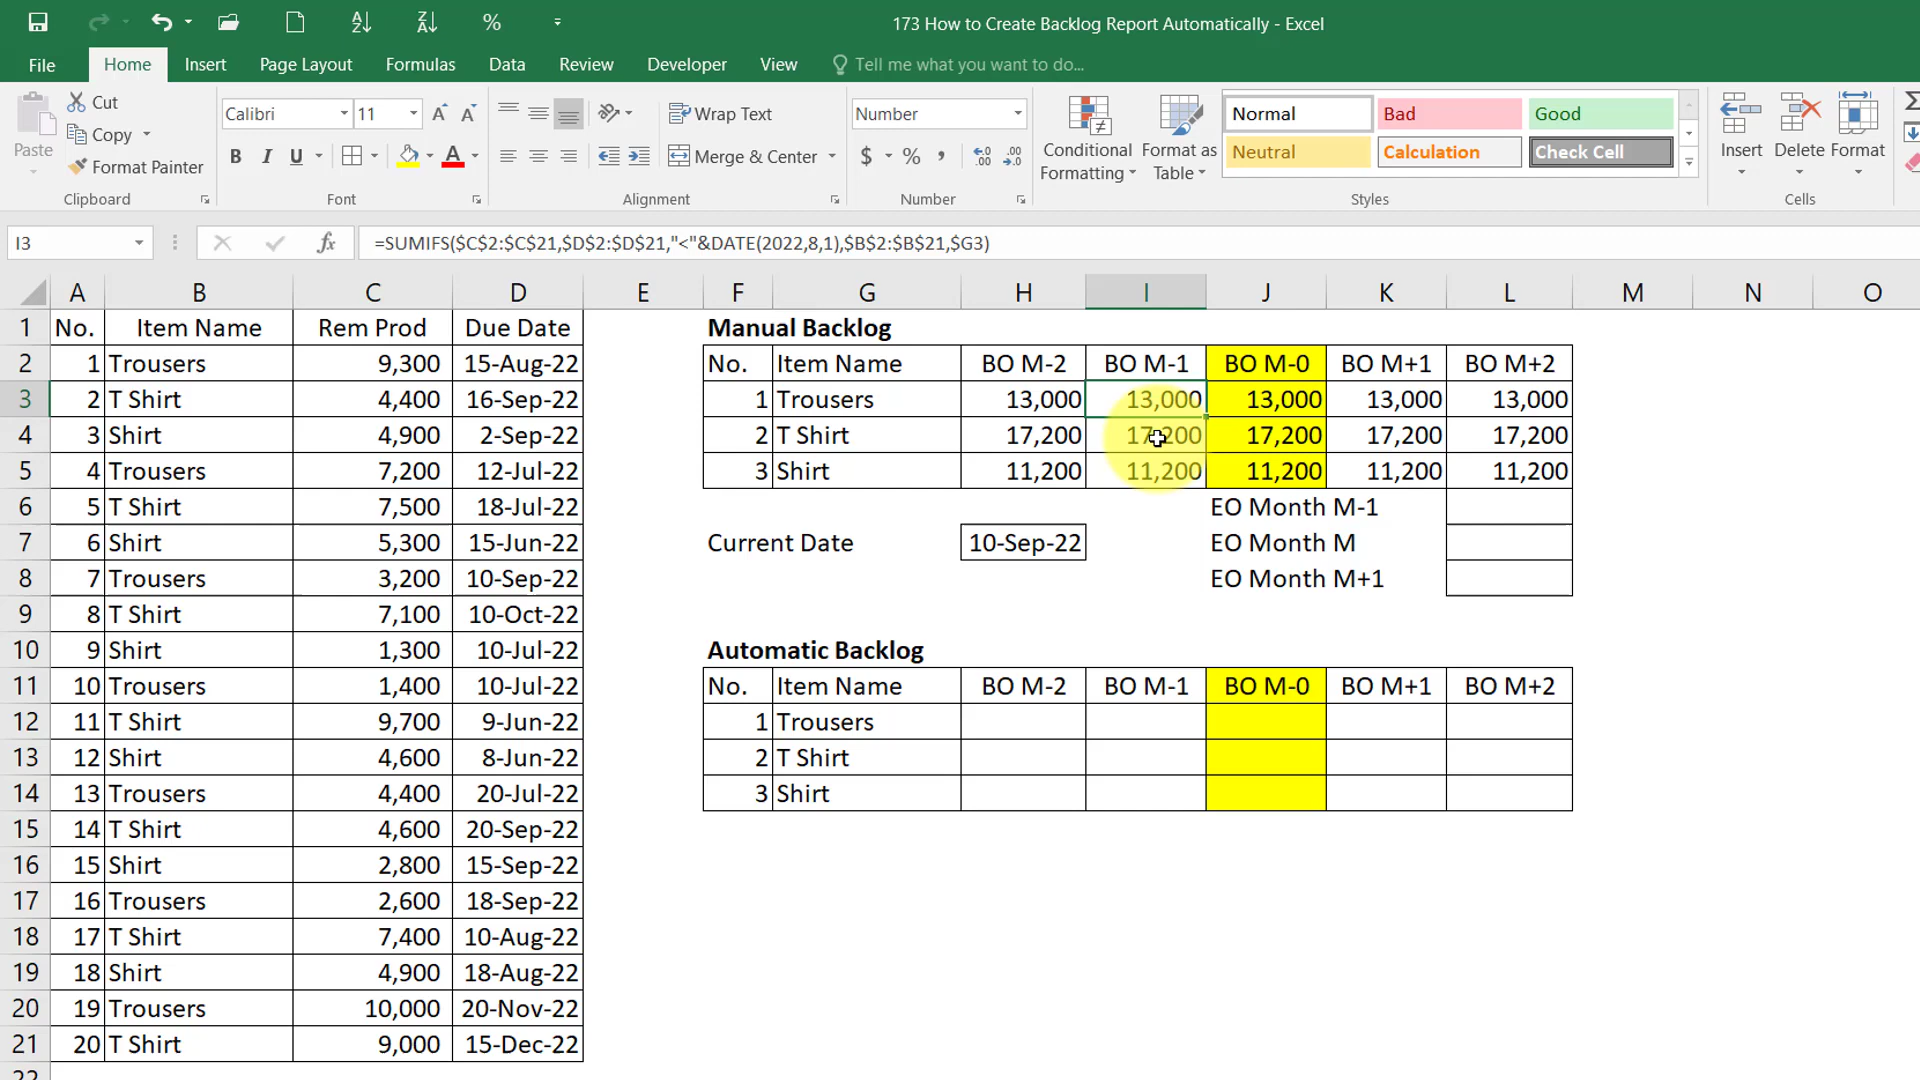 173 How to Create Backlog Report Automatically - Excel
File Home Insert Page Layout Formulas Data Review Developer View Tell me what you want to do...
Paste
Cut
Copy
Format Painter
Clipboard
Calibri 11 A A
B I U A
Font
Wrap Text
Merge & Center
Alignment
Number
$ % ,
Number
Conditional Formatting
Format as Table
Normal Bad Good
Neutral Calculation Check Cell
Styles
Insert Delete Format
Cells
I3 fx =SUMIFS($C$2:$C$21,$D$2:$D$21,"<"&DATE(2022,8,1),$B$2:$B$21,$G3)
A B C D E F G H I J K L M N O
1 No. Item Name Rem Prod Due Date Manual Backlog
2 1 Trousers 9,300 15-Aug-22 No. Item Name BO M-2 BO M-1 BO M-0 BO M+1 BO M+2
3 2 T Shirt 4,400 16-Sep-22 1 Trousers 13,000 13,000 13,000 13,000 13,000
4 3 Shirt 4,900 2-Sep-22 2 T Shirt 17,200 17,200 17,200 17,200 17,200
5 4 Trousers 7,200 12-Jul-22 3 Shirt 11,200 11,200 11,200 11,200 11,200
6 5 T Shirt 7,500 18-Jul-22 EO Month M-1
7 6 Shirt 5,300 15-Jun-22 Current Date 10-Sep-22 EO Month M
8 7 Trousers 3,200 10-Sep-22 EO Month M+1
9 8 T Shirt 7,100 10-Oct-22
10 9 Shirt 1,300 10-Jul-22 Automatic Backlog
11 10 Trousers 1,400 10-Jul-22 No. Item Name BO M-2 BO M-1 BO M-0 BO M+1 BO M+2
12 11 T Shirt 9,700 9-Jun-22 1 Trousers
13 12 Shirt 4,600 8-Jun-22 2 T Shirt
14 13 Trousers 4,400 20-Jul-22 3 Shirt
15 14 T Shirt 4,600 20-Sep-22
16 15 Shirt 2,800 15-Sep-22
17 16 Trousers 2,600 18-Sep-22
18 17 T Shirt 7,400 10-Aug-22
19 18 Shirt 4,900 18-Aug-22
20 19 Trousers 10,000 20-Nov-22
21 20 T Shirt 9,000 15-Dec-22
22